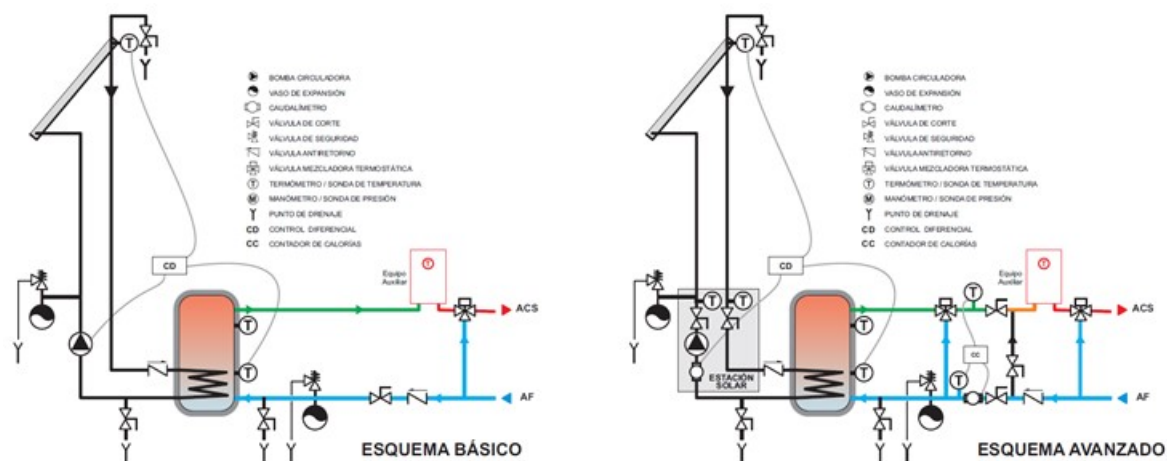 T
BOMBA CIRCULADORA
VASO DE EXPANSIÓN
CAUDALÍMETRO
VÁLVULA DE CORTE
VÁLVULA DE SEGURIDAD
VÁLVULA ANTIRETORNO
VÁLVULA MEZCLADORA TERMOSTÁTICA
T TERMÓMETRO / SONDA DE TEMPERATURA
M MANÓMETRO / SONDA DE PRESIÓN
PUNTO DE DRENAJE
CD CONTROL DIFERENCIAL
CC CONTADOR DE CALORÍAS
CD
Equipo
Auxiliar
T
ACS
T
T
AF
ESQUEMA BÁSICO
T
BOMBA CIRCULADORA
VASO DE EXPANSIÓN
CAUDALÍMETRO
VÁLVULA DE CORTE
VÁLVULA DE SEGURIDAD
VÁLVULA ANTIRETORNO
VÁLVULA MEZCLADORA TERMOSTÁTICA
T TERMÓMETRO / SONDA DE TEMPERATURA
M MANÓMETRO / SONDA DE PRESIÓN
PUNTO DE DRENAJE
CD CONTROL DIFERENCIAL
CC CONTADOR DE CALORÍAS
CD
Equipo
Auxiliar
T
T
T
T
ACS
T
CC
T
T
ESTACIÓN
SOLAR
AF
ESQUEMA AVANZADO